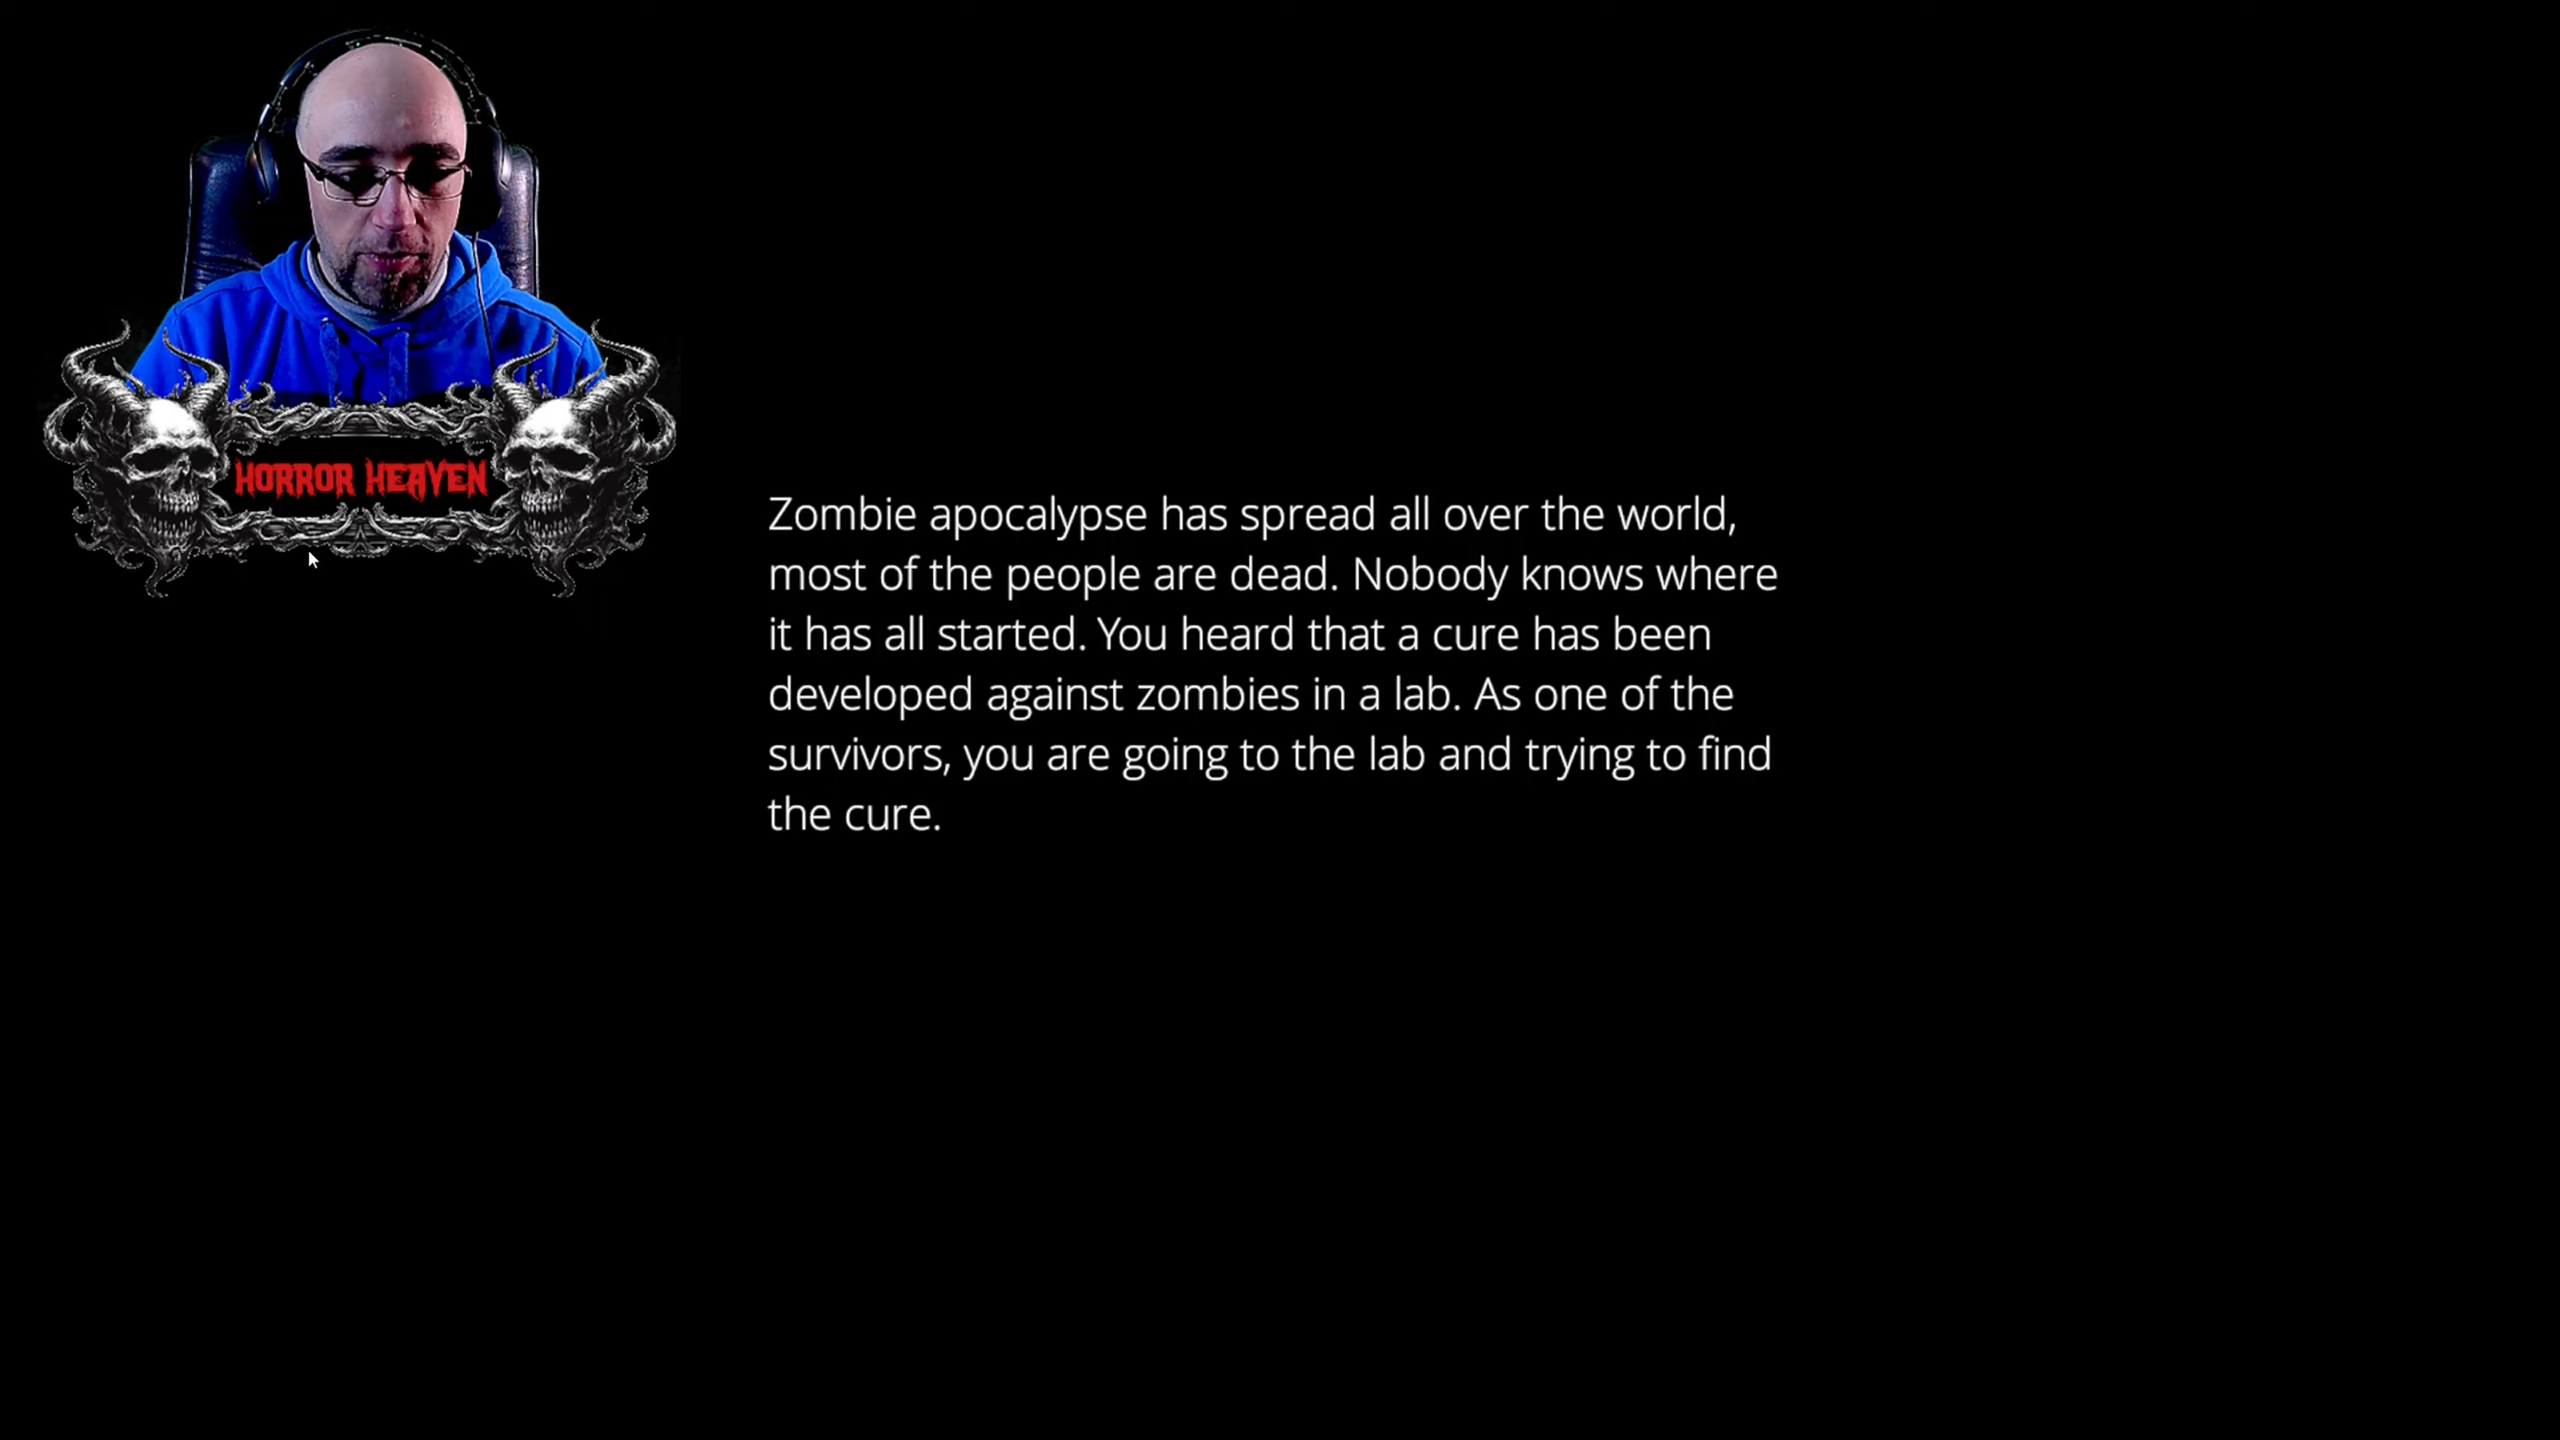 HORROR HEAVEN
Zombie apocalypse has spread all over the world,
most of the people are dead. Nobody knows where
it has all started. You heard that a cure has been
developed against zombies in a lab. As one of the
survivors, you are going to the lab and trying to find
the cure.